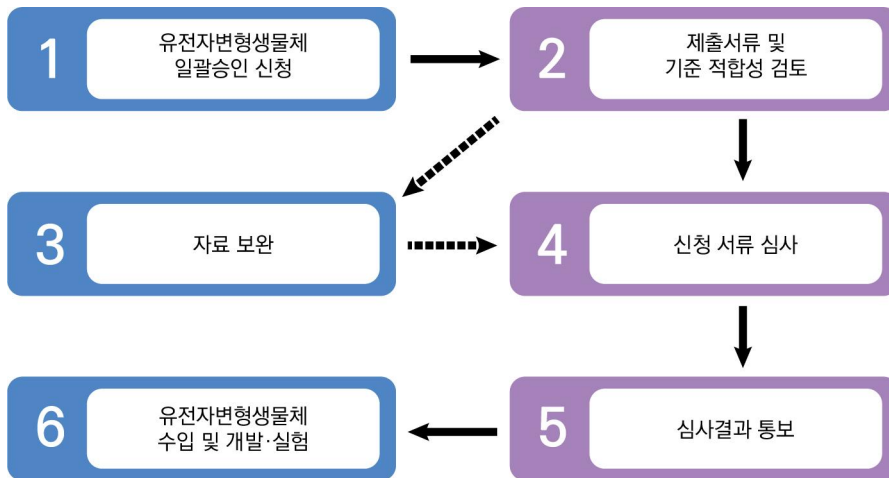 1
유전자변형생물체
일괄승인 신청
2
제출서류 및
기준 적합성 검토
3
자료 보완
4
신청 서류 심사
5
심사결과 통보
6
유전자변형생물체
수입 및 개발·실험